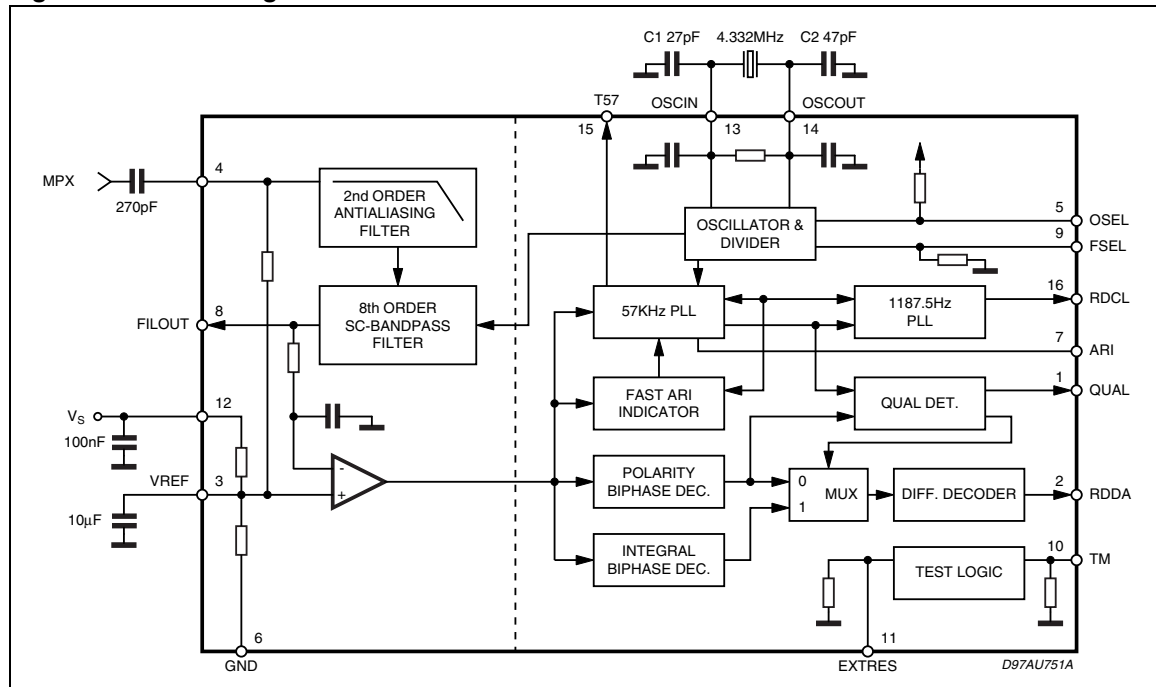 C1 27pF
4.332MHz
C2 47pF
T57
OSCIN
OSCOUT
15
13
14
MPX
270pF
4
2nd ORDER
ANTIALIASING
FILTER
OSCILLATOR &
DIVIDER
5
OSEL
9
FSEL
FILOUT
8
8th ORDER
SC-BANDPASS
FILTER
57KHz PLL
1187.5Hz
PLL
16
RDCL
7
ARI
FAST ARI
INDICATOR
QUAL DET.
1
QUAL
VS
12
100nF
VREF
3
10µF
-
+
POLARITY
BIPHASE DEC.
0
1
MUX
DIFF. DECODER
2
RDDA
INTEGRAL
BIPHASE DEC.
TEST LOGIC
10
TM
6
GND
11
EXTRES
D97AU751A